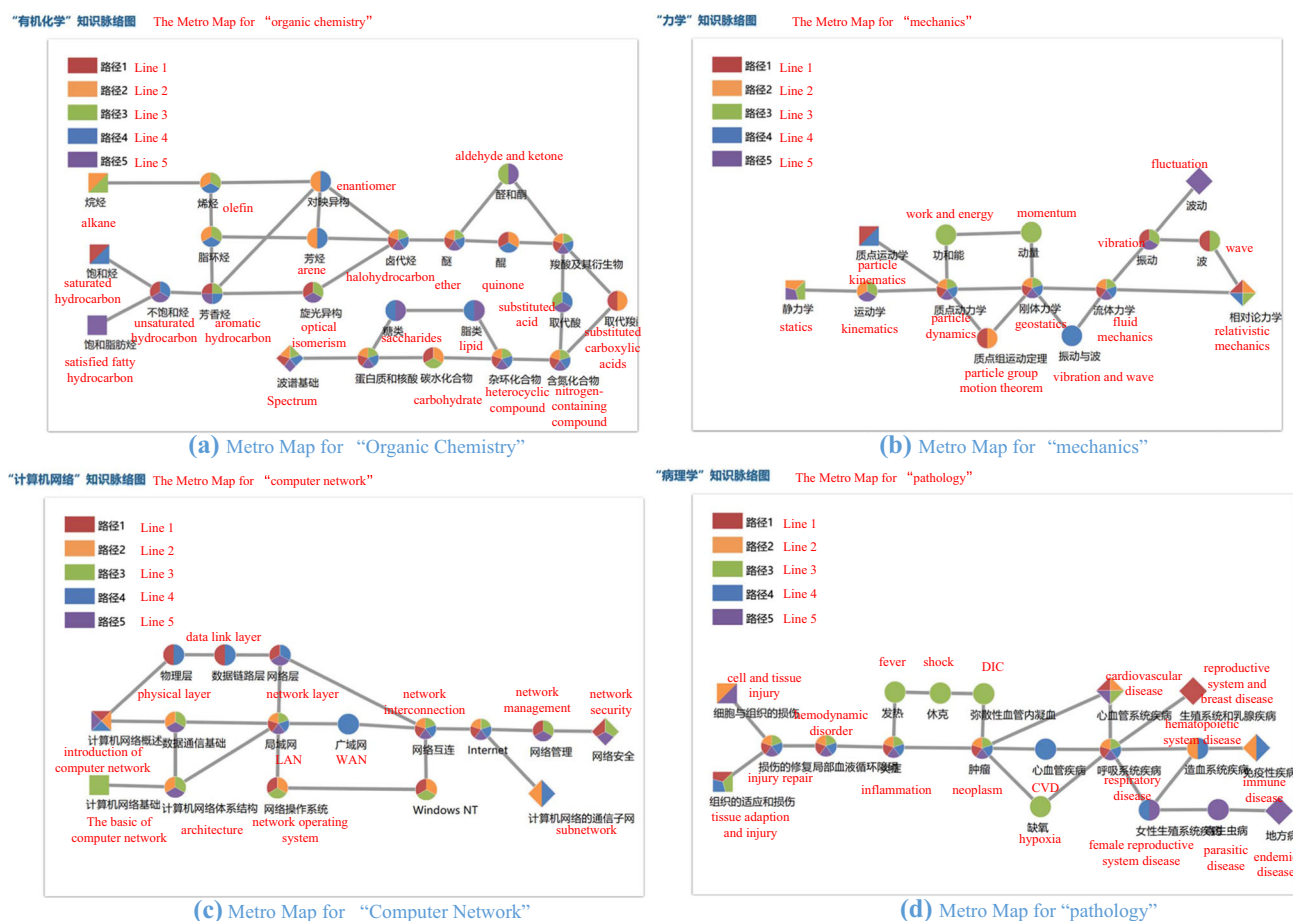 "有机化学"知识脉络图 The Metro Map for "organic chemistry"
路径1 Line 1
路径2 Line 2
路径3 Line 3
路径4 Line 4
路径5 Line 5
aldehyde and ketone
醛和酮
烷烃
alkane
烯烃
olefin
对映异构
enantiomer
脂环烃
芳烃
arene
卤代烃
halohydrocarbon
醚
ether
醌
quinone
羧酸及其衍生物
饱和烃
saturated
hydrocarbon
不饱和烃
unsaturated
hydrocarbon
芳香烃
aromatic
hydrocarbon
旋光异构
optical
isomerism
饱和脂肪烃
satisfied fatty
hydrocarbon
糖类
saccharides
脂类
lipid
取代酸
substituted
acid
取代羧
substituted
carboxylic
acids
波谱基础
Spectrum
蛋白质和核酸
碳水化合物
carbohydrate
杂环化合物
heterocyclic
compound
含氮化合物
nitrogen-
containing
compound
(a) Metro Map for "Organic Chemistry"
"力学"知识脉络图 The Metro Map for "mechanics"
路径1 Line 1
路径2 Line 2
路径3 Line 3
路径4 Line 4
路径5 Line 5
fluctuation
波动
work and energy
功和能
momentum
动量
vibration
振动
波
wave
质点运动学
particle
kinematics
静力学
statics
运动学
kinematics
质点动力学
particle
dynamics
刚体力学
geostatics
流体力学
fluid
mechanics
相对论力学
relativistic
mechanics
质点组运动定理
particle group
motion theorem
振动与波
vibration and wave
(b) Metro Map for "mechanics"
"计算机网络"知识脉络图 The Metro Map for "computer network"
路径1 Line 1
路径2 Line 2
路径3 Line 3
路径4 Line 4
路径5 Line 5
data link layer
物理层
数据链路层
网络层
physical layer
network layer
network
interconnection
network
management
network
security
计算机网络概述
introduction of
computer network
数据通信基础
局域网
LAN
广域网
WAN
网络互连
Internet
网络管理
网络安全
计算机网络基础
The basic of
computer network
计算机网络体系结构
architecture
网络操作系统
network operating
system
Windows NT
计算机网络的通信子网
subnetwork
(c) Metro Map for "Computer Network"
"病理学"知识脉络图 The Metro Map for "pathology"
路径1 Line 1
路径2 Line 2
路径3 Line 3
路径4 Line 4
路径5 Line 5
cell and tissue
injury
细胞与组织的损伤
fever
发热
shock
休克
DIC
弥散性血管内凝血
cardiovascular
disease
心血管系统疾病
reproductive
system and
breast disease
生殖系统和乳腺疾病
hemodynamic
disorder
hematopoietic
system disease
损伤的修复
injury repair
局部血液循环障碍
炎症
inflammation
肿瘤
neoplasm
心血管疾病
CVD
呼吸系统疾病
respiratory
disease
造血系统疾病
免疫性疾病
immune
disease
组织的适应和损伤
tissue adaption
and injury
缺氧
hypoxia
女性生殖系统疾病
female reproductive
system disease
寄生虫病
parasitic
disease
地方病
endemic
disease
(d) Metro Map for "pathology"